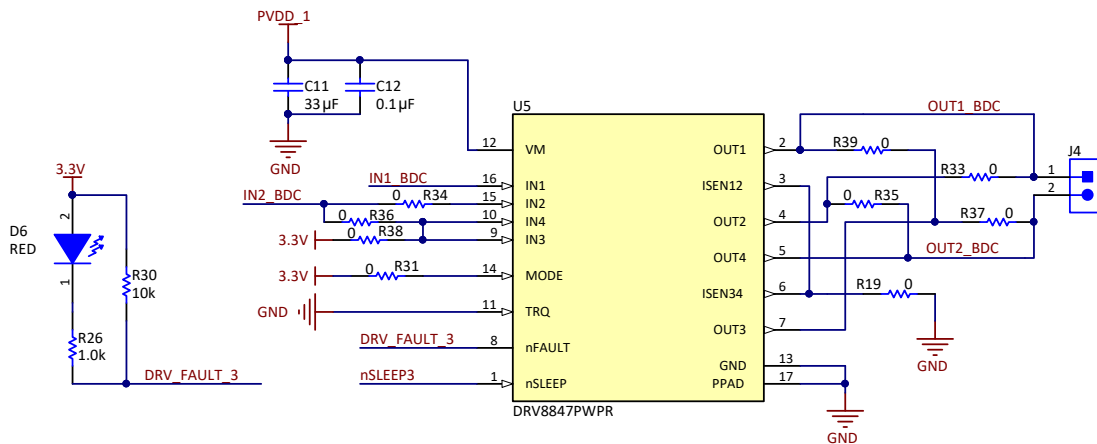 PVDD_1
C11
33µF
C12
0.1µF
GND
U5
12
VM
IN1_BDC
16
IN1
IN2_BDC
0
R34
15
IN2
0
R36
10
IN4
3.3V
0
R38
9
IN3
3.3V
0
R31
14
MODE
GND
11
TRQ
DRV_FAULT_3
8
nFAULT
nSLEEP3
1
nSLEEP
DRV8847PWPR
OUT1
2
ISEN12
3
OUT2
4
OUT4
5
ISEN34
6
OUT3
7
GND
13
PPAD
17
GND
OUT1_BDC
R39
0
R33
0
0
R35
R37
0
OUT2_BDC
R19
0
GND
J4
1
2
3.3V
D6
RED
2
1
R30
10k
R26
1.0k
DRV_FAULT_3